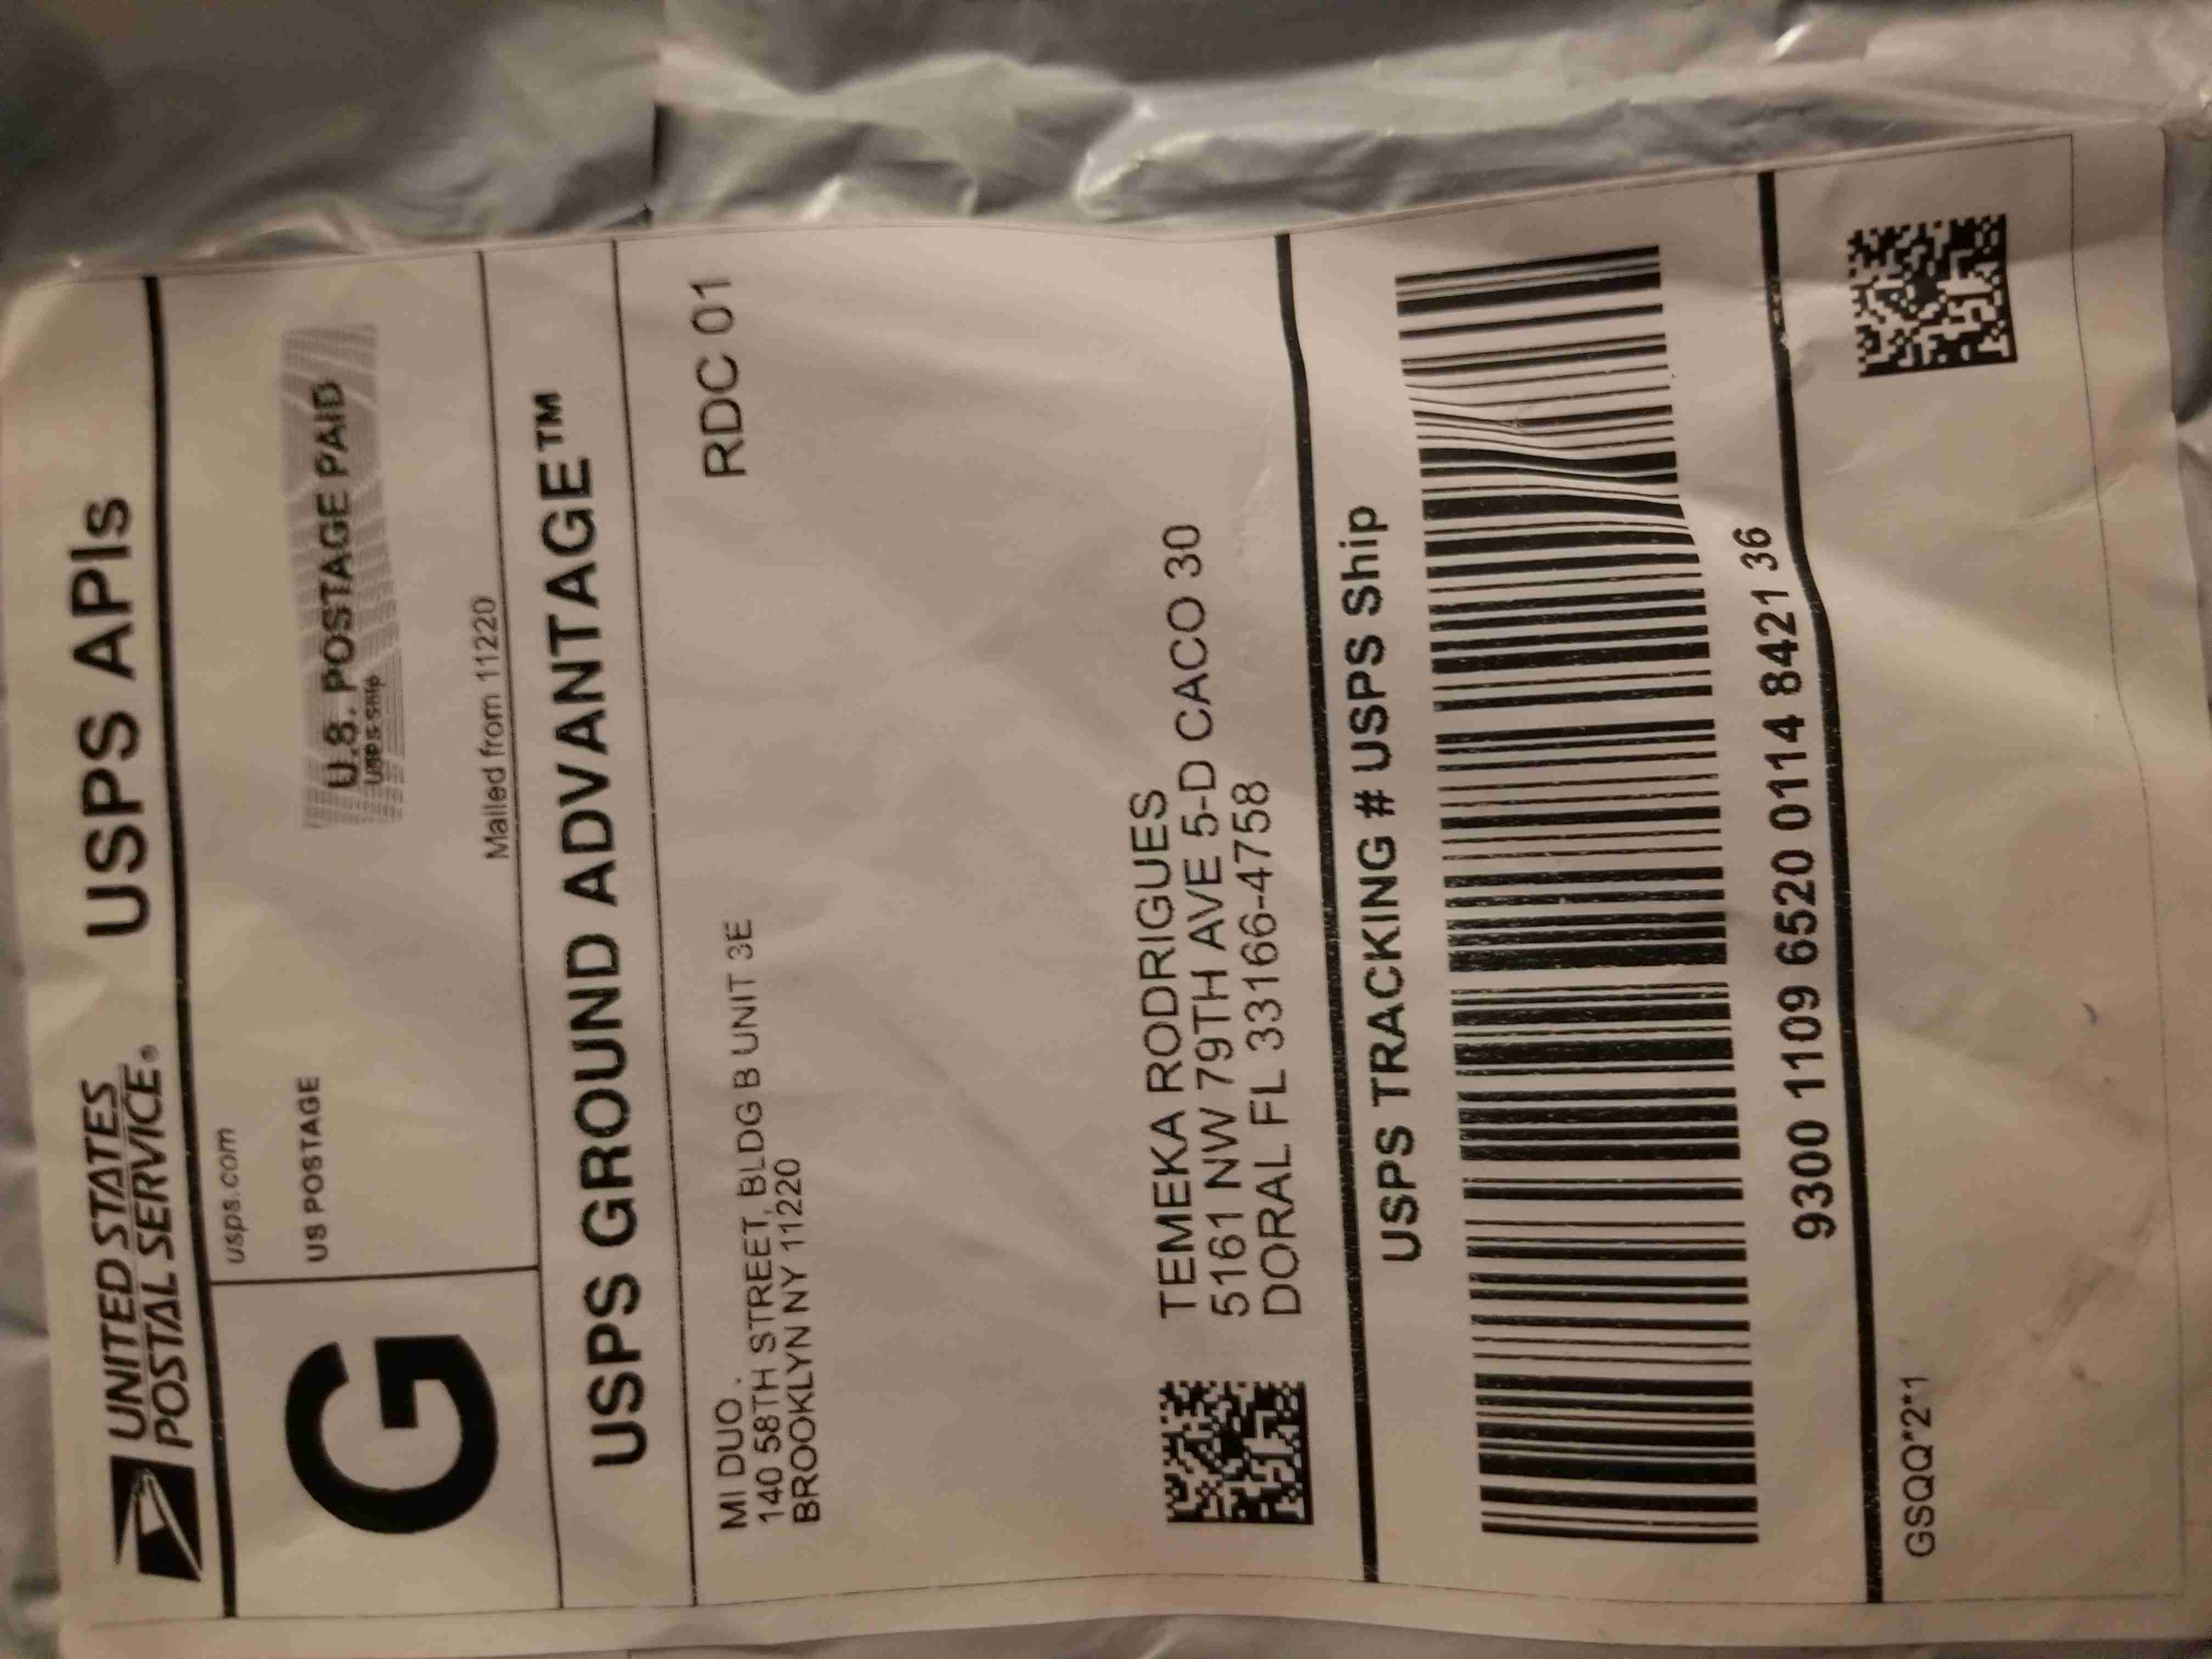 UNITED STATES
POSTAL SERVICE®
USPS APIs
G
usps.com
US POSTAGE
U.S. POSTAGE PAID
USPS Ship
Mailed from 11220
USPS GROUND ADVANTAGE™
MI DUO .
140 58TH STREET, BLDG B UNIT 3E
BROOKLYN NY 11220
RDC 01
TEMEKA RODRIGUES
5161 NW 79TH AVE 5-D CACO 30
DORAL FL 33166-4758
USPS TRACKING # USPS Ship
9300 1109 6520 0114 8421 36
GSQQ*2*1